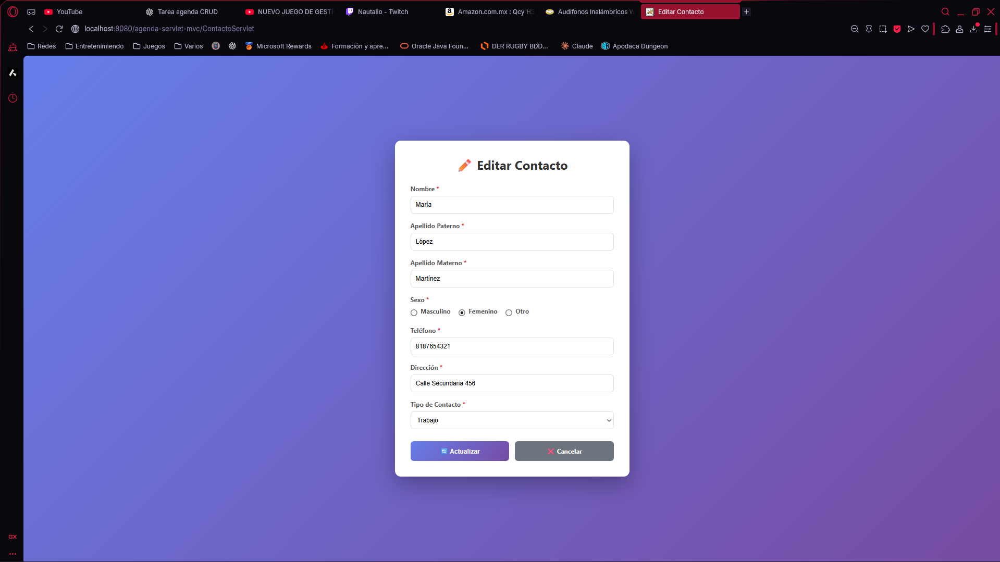 YouTube
Tarea agenda CRUD
NUEVO JUEGO DE GESTI
Nautalio - Twitch
Amazon.com.mx : Qcy H3
Audífonos Inalámbricos W
Editar Contacto
localhost:8080/agenda-servlet-mvc/ContactoServlet
Redes
Entretenimiento
Juegos
Varios
Microsoft Rewards
Formación y apre...
Oracle Java Foun...
DER RUGBY BDD...
Claude
Apodaca Dungeon
Editar Contacto
Nombre *
María
Apellido Paterno *
López
Apellido Materno *
Martínez
Sexo *
Masculino Femenino Otro
Teléfono *
8187654321
Dirección *
Calle Secundaria 456
Tipo de Contacto *
Trabajo
Actualizar
Cancelar
GX